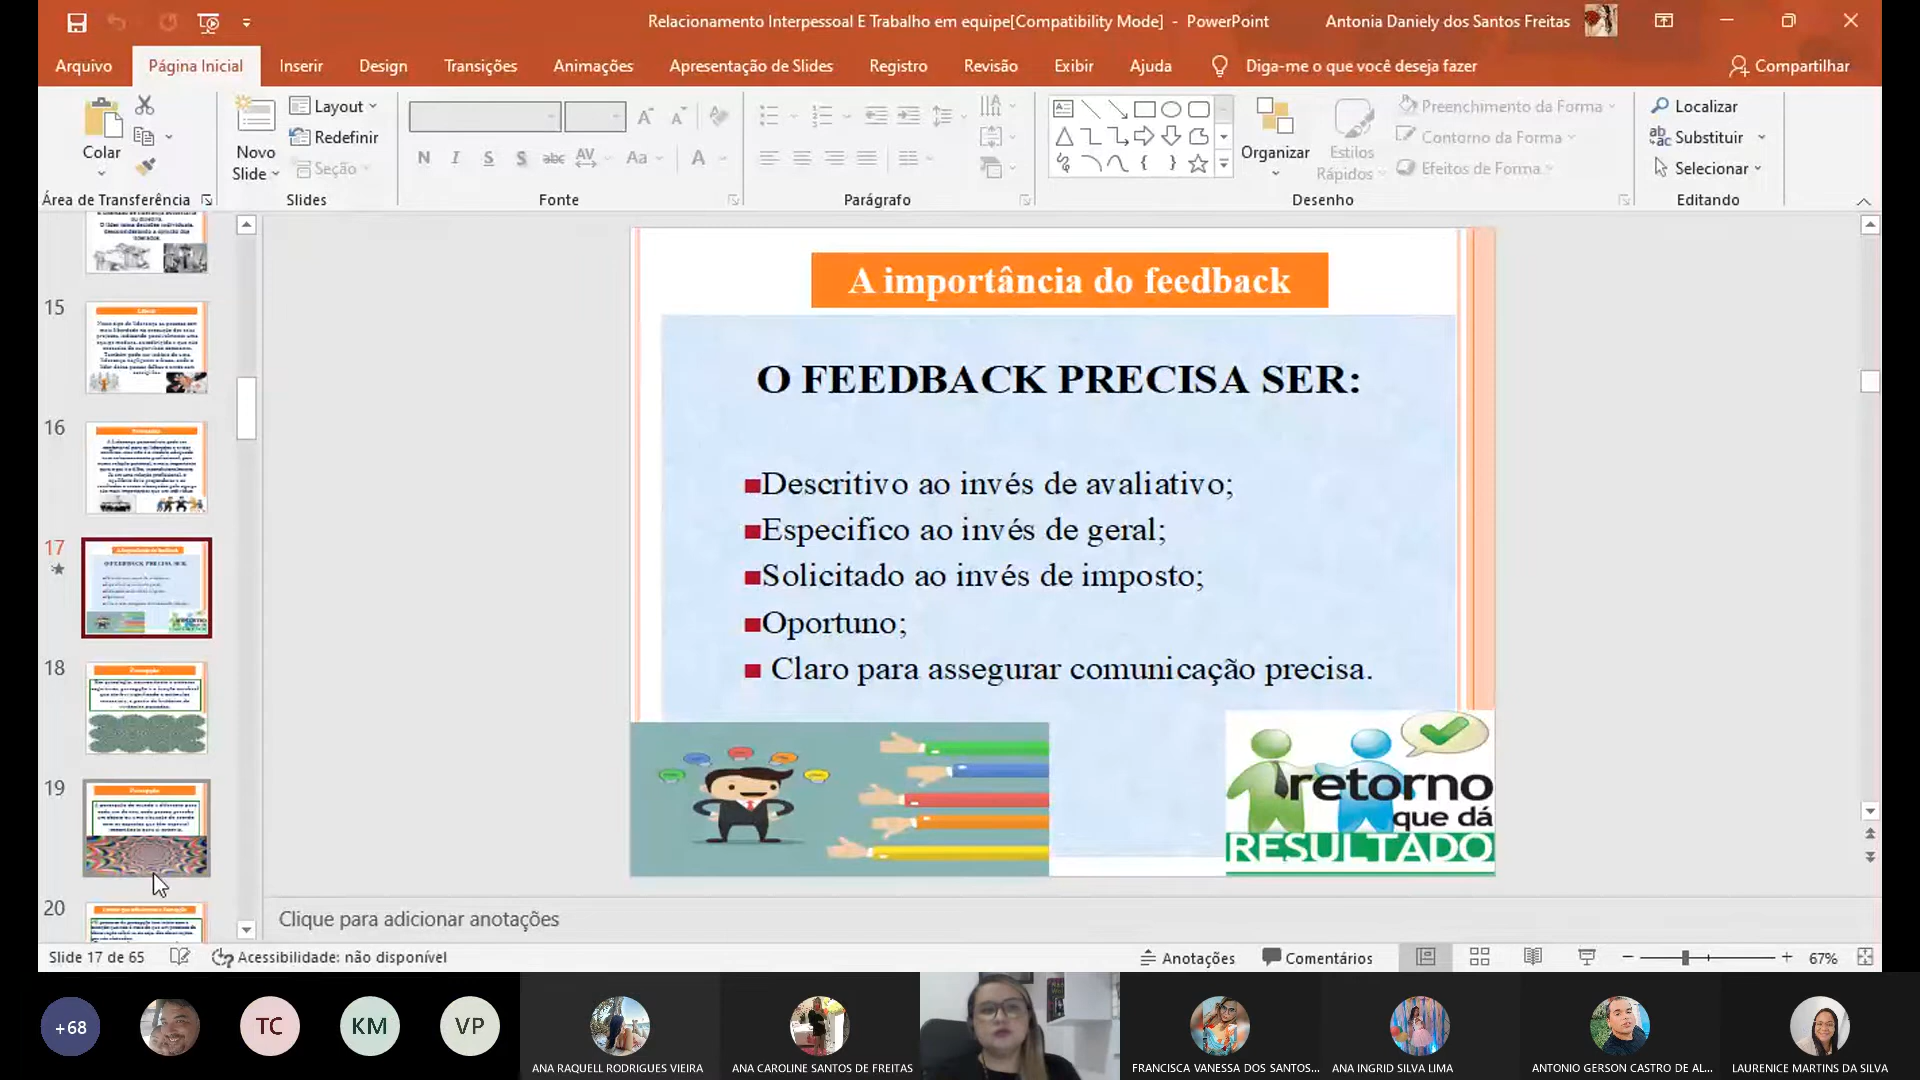 Relacionamento Interpessoal E Trabalho em equipe[Compatibility Mode] - PowerPoint
Antonia Daniely dos Santos Freitas
Arquivo
Página Inicial
Inserir
Design
Transições
Animações
Apresentação de Slides
Registro
Revisão
Exibir
Ajuda
Diga-me o que você deseja fazer
Compartilhar
Colar
Novo
Slide
Layout
Redefinir
Seção
Organizar
Estilos
Rápidos
Preenchimento da Forma
Contorno da Forma
Efeitos de Forma
Localizar
Substituir
Selecionar
Área de Transferência
Slides
Fonte
Parágrafo
Desenho
Editando
15
16
17
18
19
20
A importância do feedback
O FEEDBACK PRECISA SER:
Descritivo ao invés de avaliativo;
Especifico ao invés de geral;
Solicitado ao invés de imposto;
Oportuno;
Claro para assegurar comunicação precisa.
retorno
que dá
RESULTADO
Clique para adicionar anotações
Slide 17 de 65
Acessibilidade: não disponível
Anotações
Comentários
67%
+68
TC
KM
VP
ANA RAQUELL RODRIGUES VIEIRA
ANA CAROLINE SANTOS DE FREITAS
FRANCISCA VANESSA DOS SANTOS...
ANA INGRID SILVA LIMA
ANTONIO GERSON CASTRO DE AL...
LAURENICE MARTINS DA SILVA